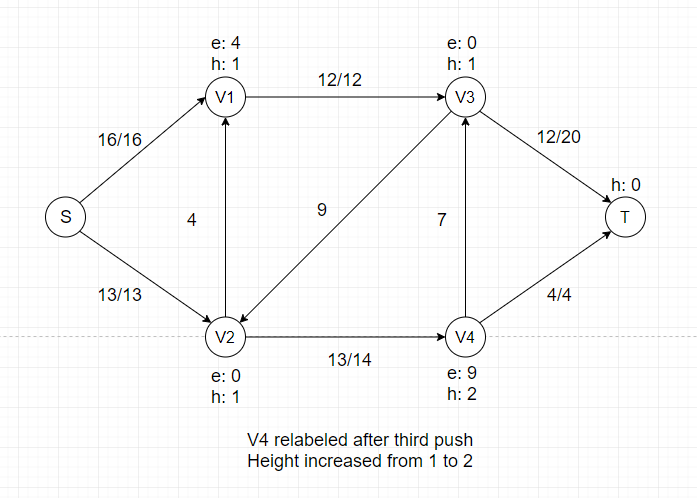 e: 4
h: 1
e: 0
h: 1
V1
12/12
V3
16/16
12/20
h: 0
S
4
9
7
T
13/13
4/4
V2
13/14
V4
e: 0
h: 1
e: 9
h: 2
V4 relabeled after third push
Height increased from 1 to 2